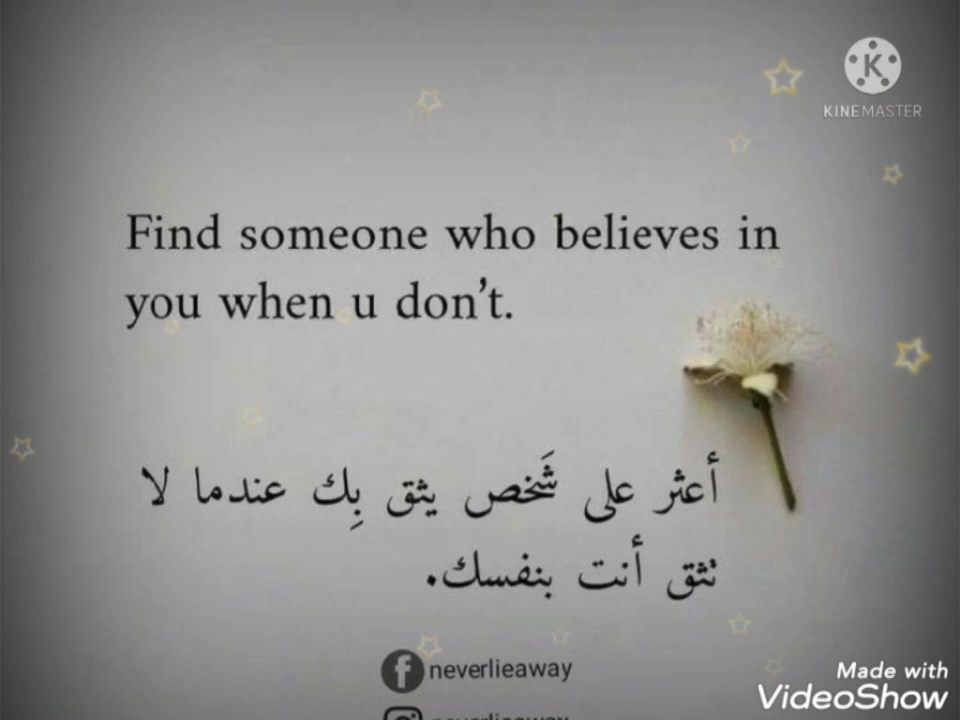 KINEMASTER
Find someone who believes in
you when u don't.
أعثر على شَخص يثق بِك عندما لا
تثق أنت بنفسك.
neverlieaway
Made with
VideoShow